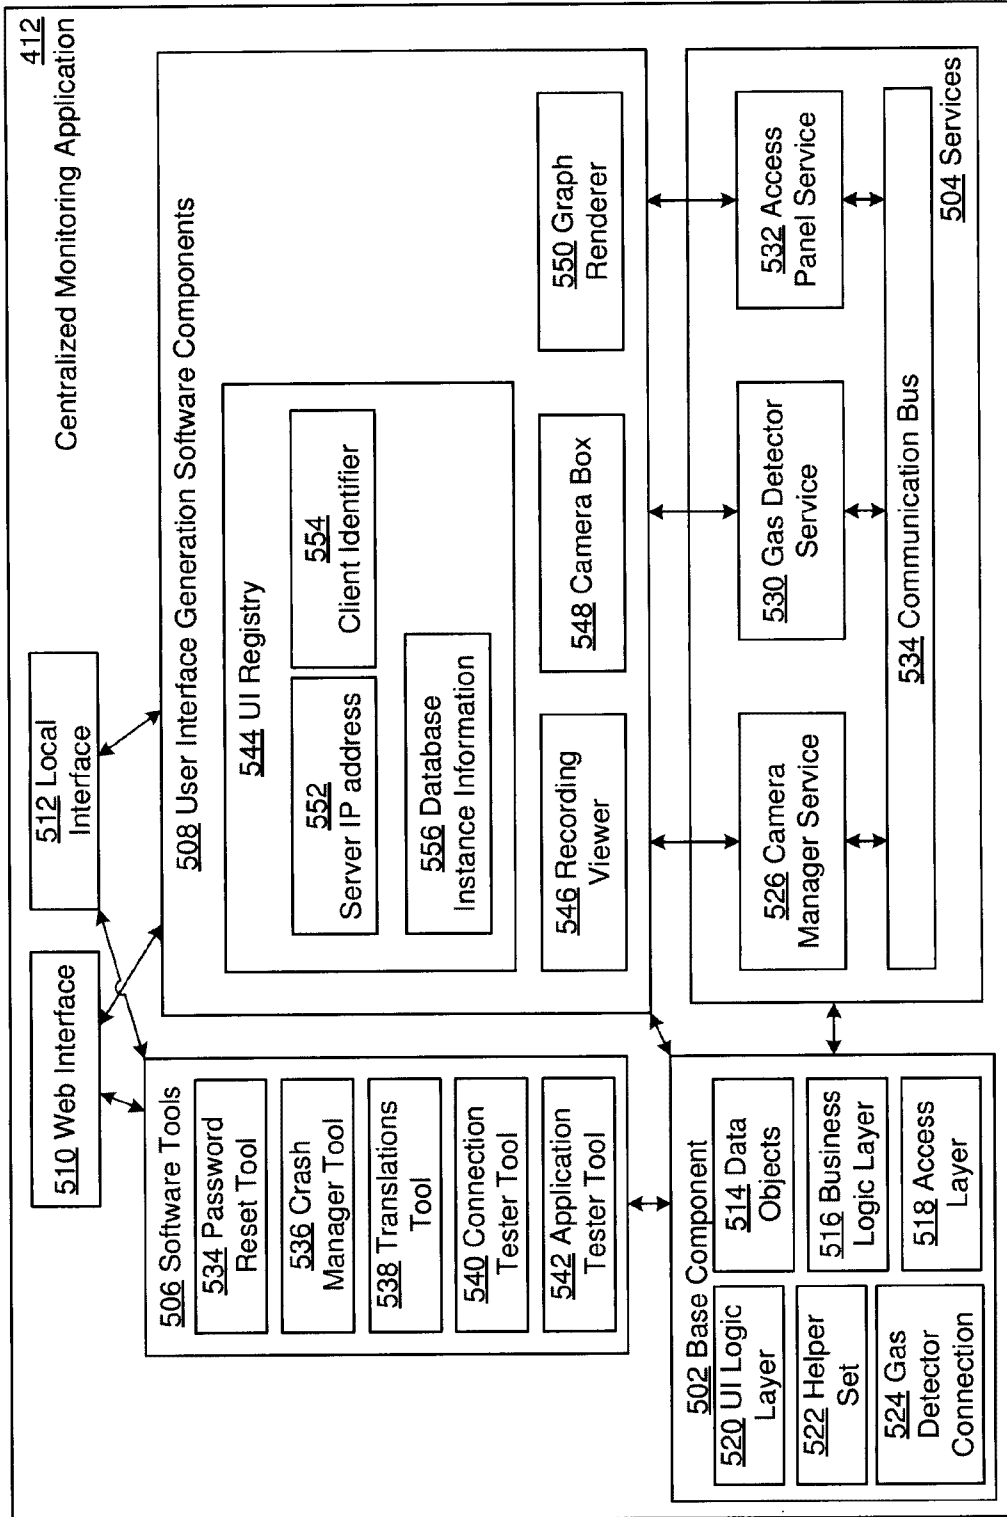 412
Centralized Monitoring Application
510 Web Interface
512 Local
Interface
506 Software Tools
534 Password
Reset Tool
536 Crash
Manager Tool
538 Translations
Tool
540 Connection
Tester Tool
542 Application
Tester Tool
508 User Interface Generation Software Components
544 UI Registry
552
Server IP address
554
Client Identifier
556 Database
Instance Information
546 Recording
Viewer
548 Camera Box
550 Graph
Renderer
502 Base Component
520 UI Logic
Layer
514 Data
Objects
522 Helper
Set
516 Business
Logic Layer
524 Gas
Detector
Connection
518 Access
Layer
526 Camera
Manager Service
530 Gas Detector
Service
532 Access
Panel Service
534 Communication Bus
504 Services